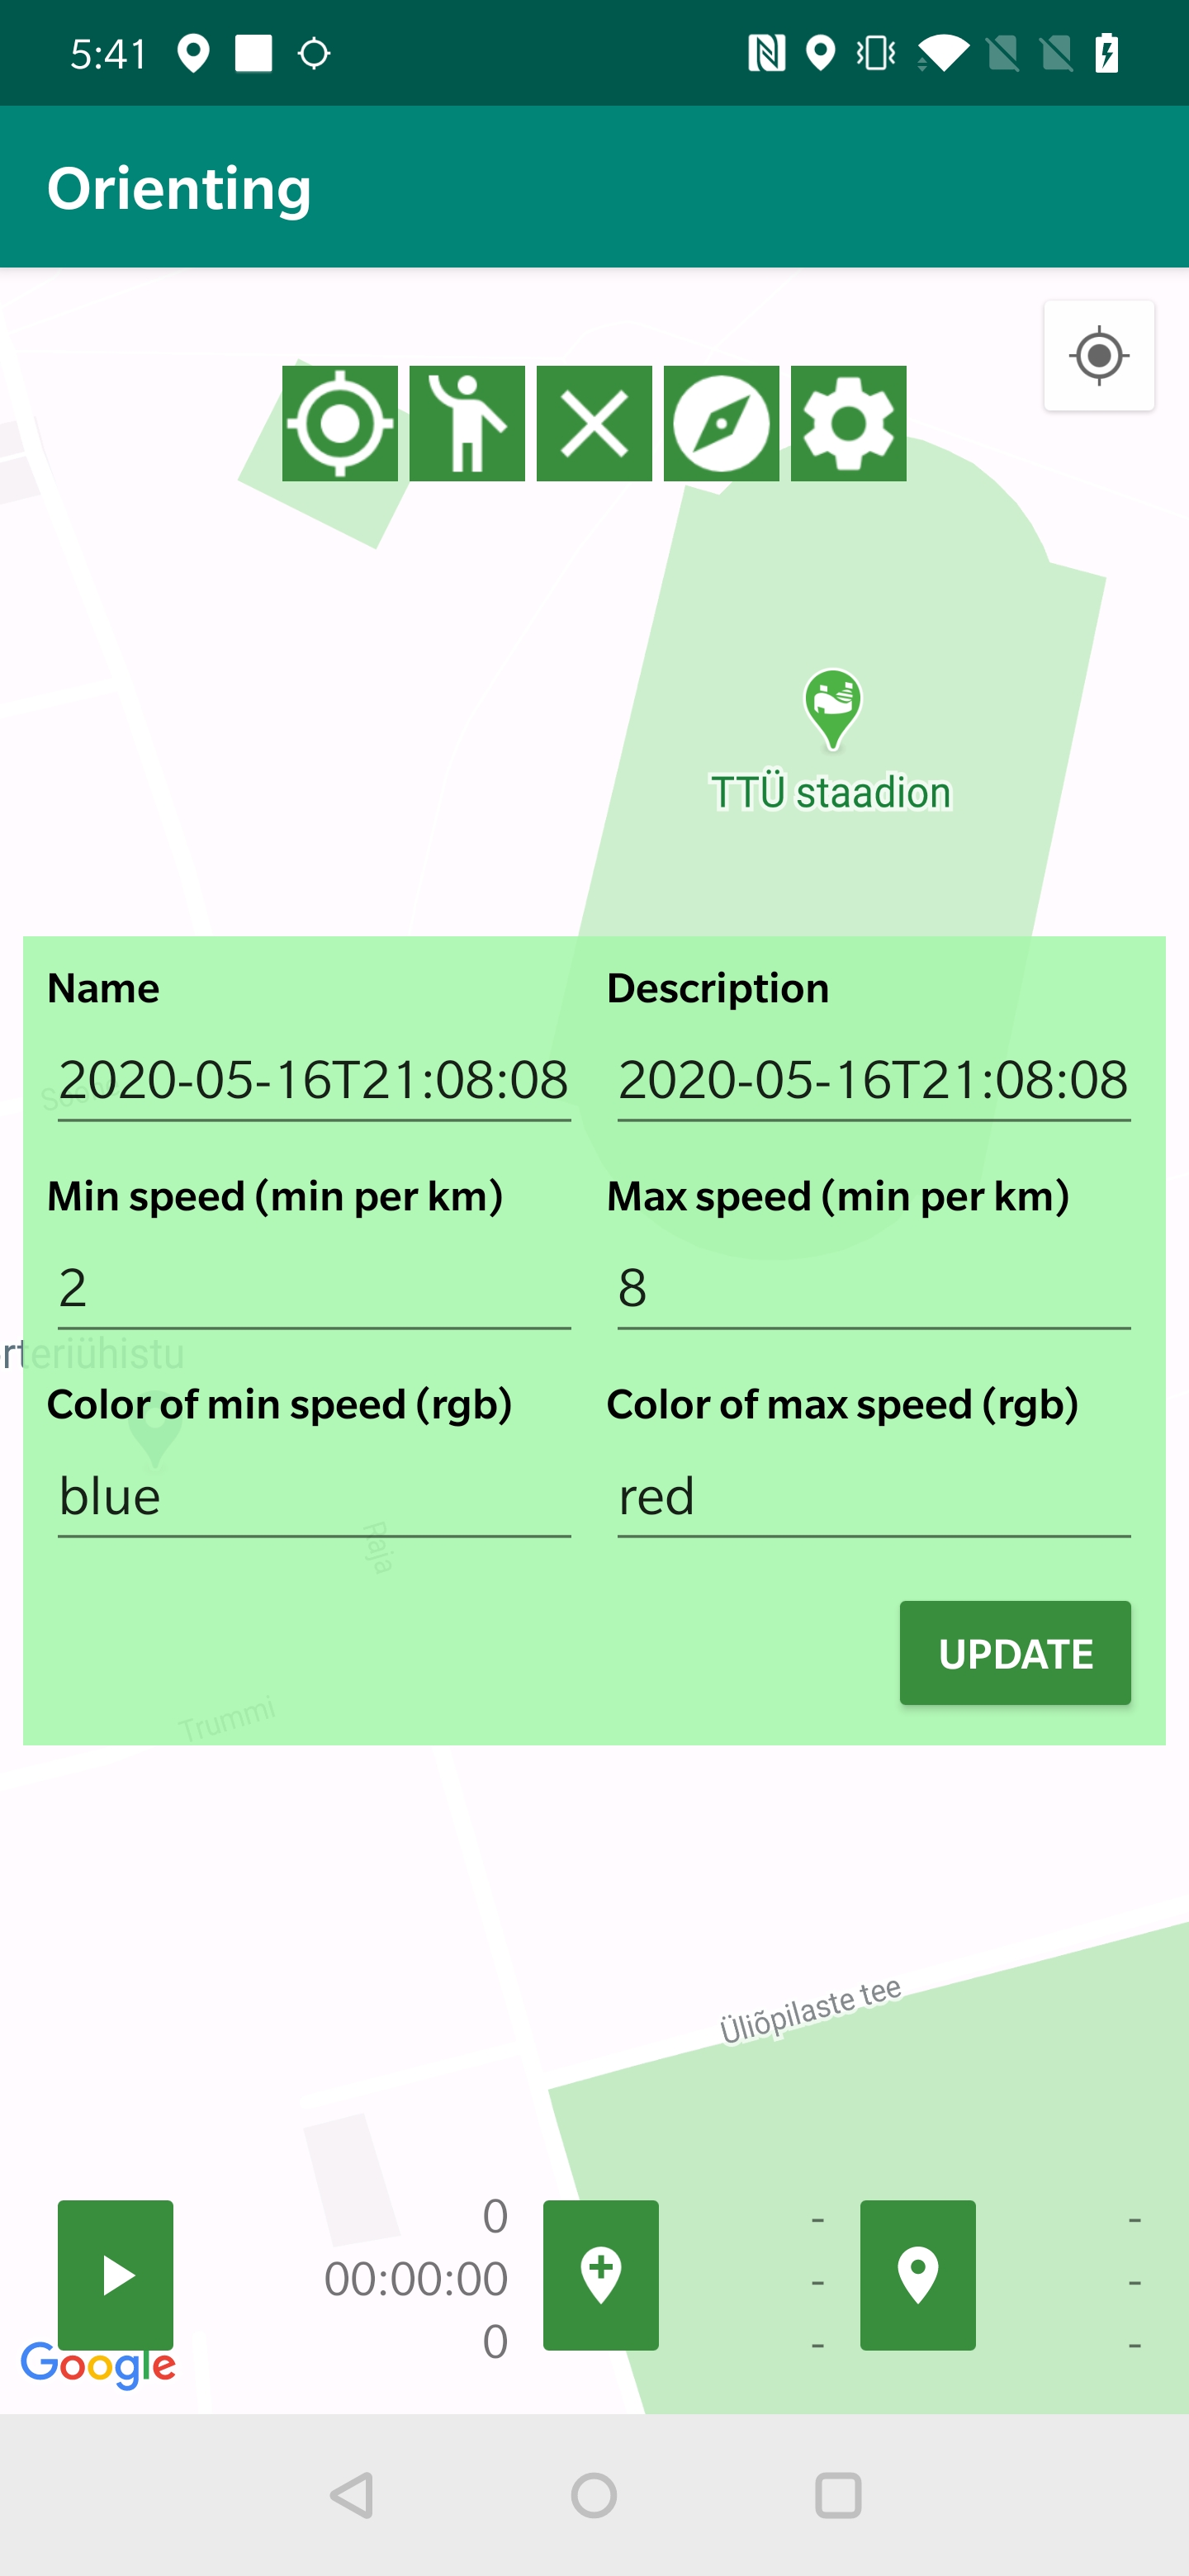 5:41
Orienting
TTÜ staadion
Name
Description
2020-05-16T21:08:08
2020-05-16T21:08:08
Min speed (min per km)
Max speed (min per km)
2
8
rteriühistu
Color of min speed (rgb)
Color of max speed (rgb)
blue
red
Raja
UPDATE
Trummi
Üliõpilaste tee
0
-
-
00:00:00
-
-
0
-
-
Google